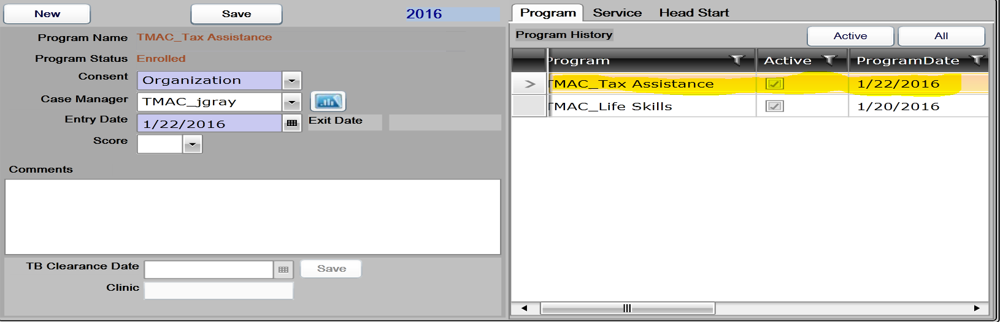 New Save 2016
Program Name TMAC_Tax Assistance
Program Status Enrolled
Consent Organization
Case Manager TMAC_jgray
Entry Date 1/22/2016 Exit Date
Score
Comments
TB Clearance Date Save
Clinic
Program Service Head Start
Program History Active All
Program Active ProgramDate
TMAC_Tax Assistance 1/22/2016
TMAC_Life Skills 1/20/2016